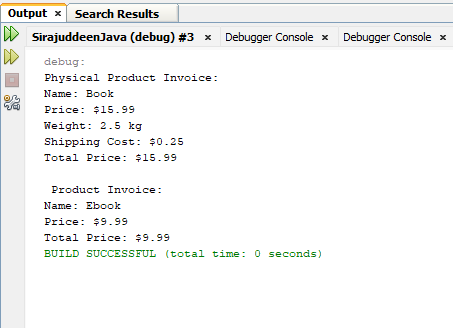 Output × Search Results
SirajuddeenJava (debug) #3 × Debugger Console × Debugger Console ×
debug:
Physical Product Invoice:
Name: Book
Price: $15.99
Weight: 2.5 kg
Shipping Cost: $0.25
Total Price: $15.99
Product Invoice:
Name: Ebook
Price: $9.99
Total Price: $9.99
BUILD SUCCESSFUL (total time: 0 seconds)